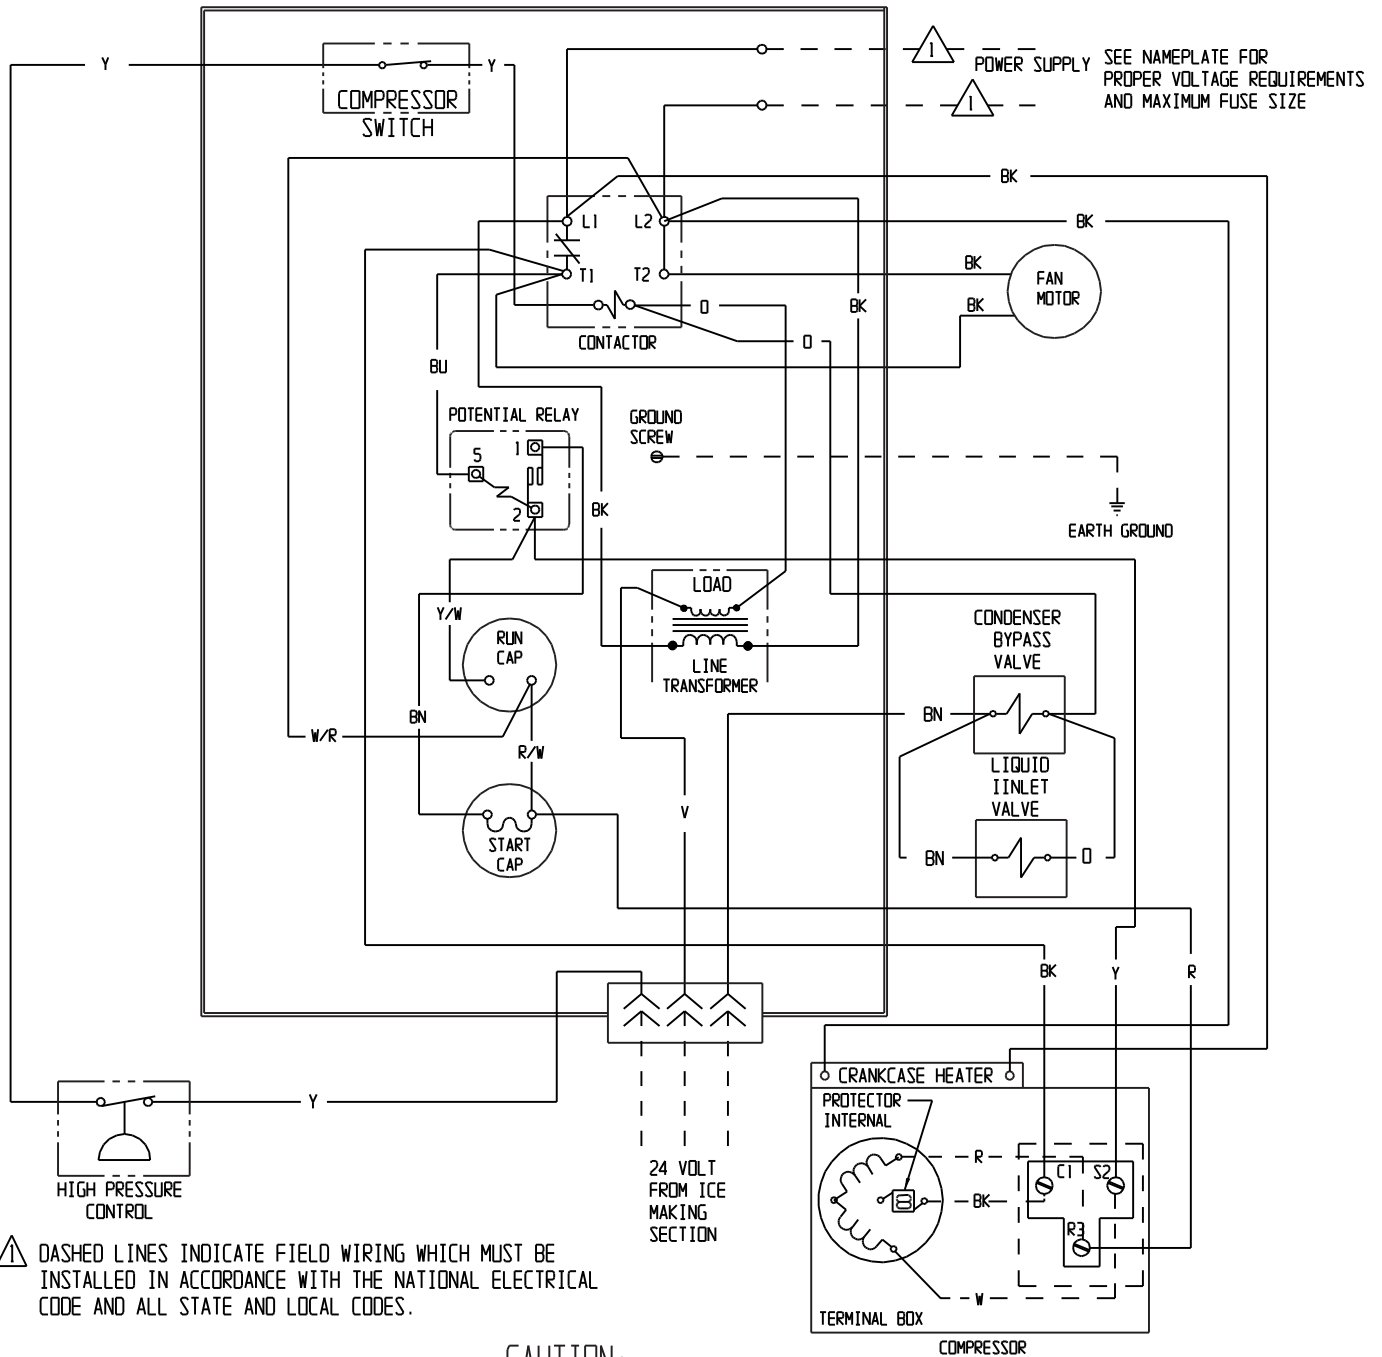 Y
COMPRESSOR
SWITCH
Y
1
POWER SUPPLY
1
SEE NAMEPLATE FOR
PROPER VOLTAGE REQUIREMENTS
AND MAXIMUM FUSE SIZE
BK
L1
L2
BK
T1
T2
BK
FAN
MOTOR
BK
BK
O
CONTACTOR
O
BU
POTENTIAL RELAY
GROUND
SCREW
1
5
2
BK
EARTH GROUND
LOAD
Y/W
RUN
CAP
LINE
TRANSFORMER
CONDENSER
BYPASS
VALVE
BN
W/R
R/W
BN
LIQUID
IINLET
VALVE
V
START
CAP
BN
O
BK
Y
R
CRANKCASE HEATER
PROTECTOR
INTERNAL
Y
R
C1
S2
BK
R3
W
TERMINAL BOX
COMPRESSOR
24 VOLT
FROM ICE
MAKING
SECTION
HIGH PRESSURE
CONTROL
1
DASHED LINES INDICATE FIELD WIRING WHICH MUST BE
INSTALLED IN ACCORDANCE WITH THE NATIONAL ELECTRICAL
CODE AND ALL STATE AND LOCAL CODES.
CAUTION: